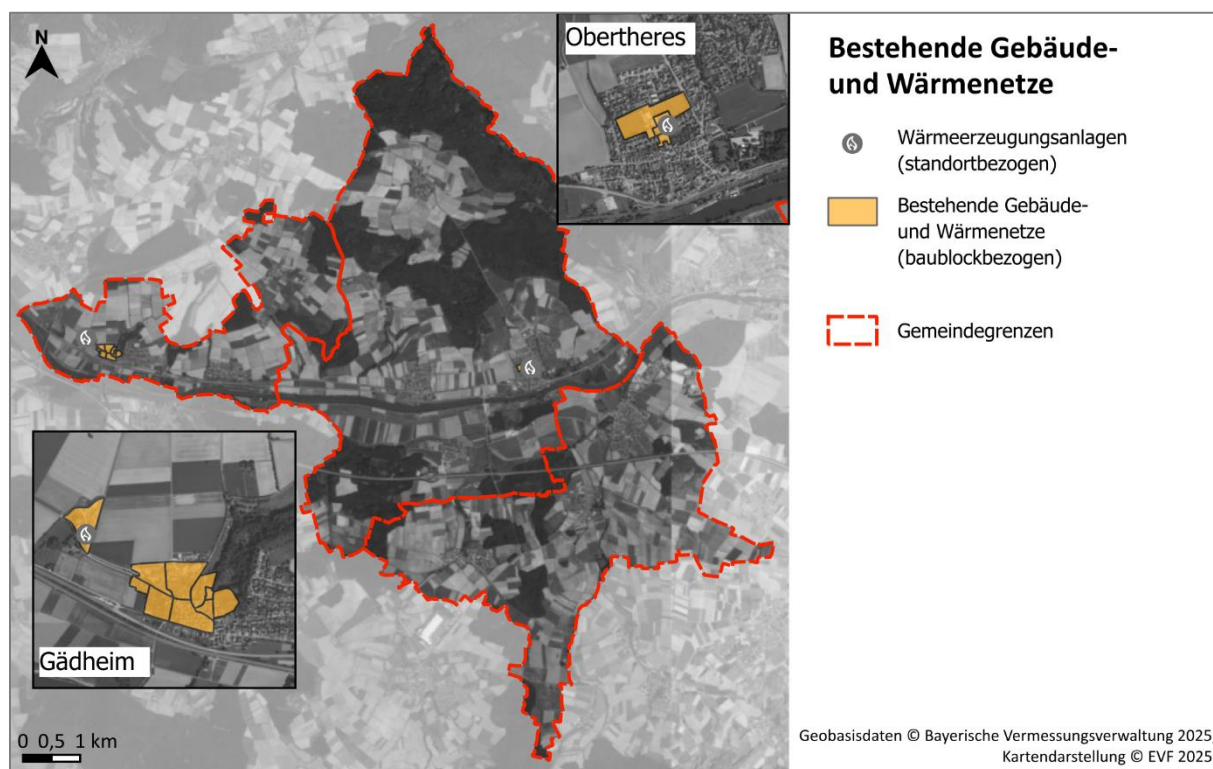 N
Obertheres
Gädheim
0 0,5 1 km
Bestehende Gebäude-
und Wärmenetze
Wärmeerzeugungsanlagen
(standortbezogen)
Bestehende Gebäude-
und Wärmenetze
(baublockbezogen)
Gemeindegrenzen
Geobasisdaten © Bayerische Vermessungsverwaltung 2025
Kartendarstellung © EVF 2025